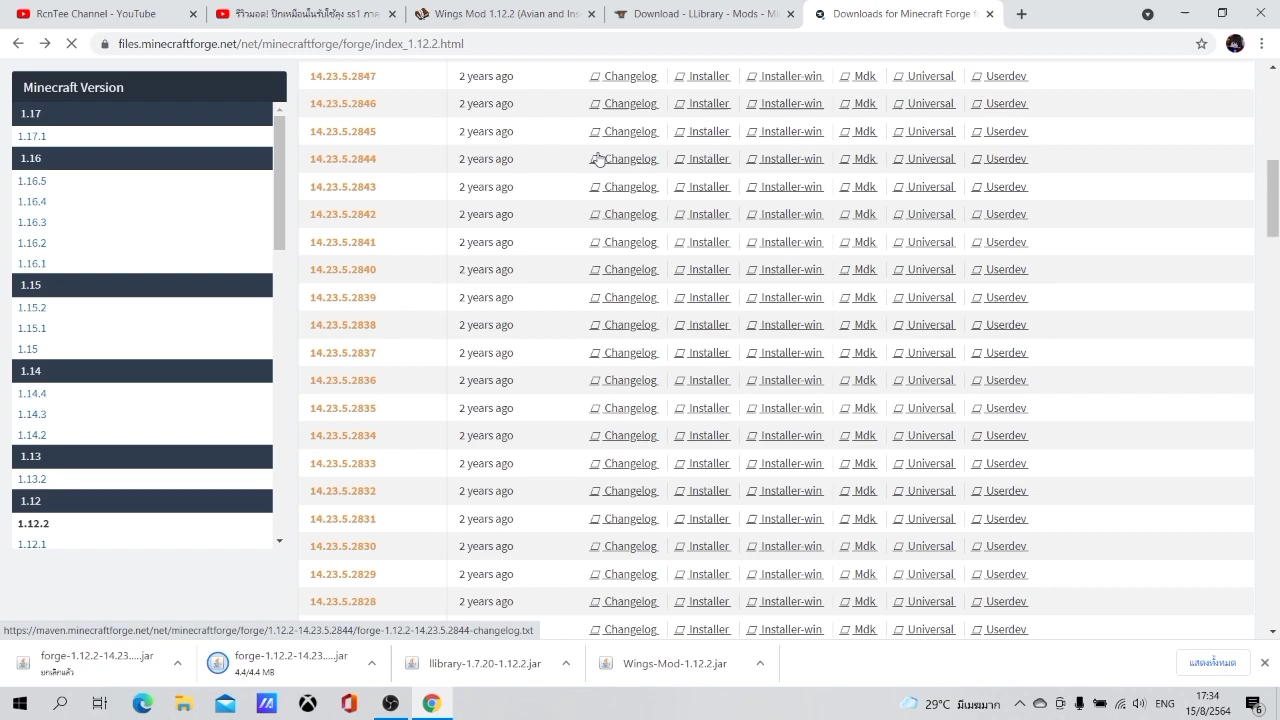 Ren Channel - YouTube
รีวิวมอด! ปีกเหมือนในกับใช้ของ ss1 ภาค
Wings 1.12.2 (Avian and Ins
Download - Llibrary - Mods - Mi
Downloads for Minecraft Forge f
files.minecraftforge.net/net/minecraftforge/forge/index_1.12.2.html
Minecraft Version
1.17
1.17.1
1.16
1.16.5
1.16.4
1.16.3
1.16.2
1.16.1
1.15
1.15.2
1.15.1
1.15
1.14
1.14.4
1.14.3
1.14.2
1.13
1.13.2
1.12
1.12.2
1.12.1
14.23.5.2847 2 years ago Changelog Installer Installer-win Mdk Universal Userdev
14.23.5.2846 2 years ago Changelog Installer Installer-win Mdk Universal Userdev
14.23.5.2845 2 years ago Changelog Installer Installer-win Mdk Universal Userdev
14.23.5.2844 2 years ago Changelog Installer Installer-win Mdk Universal Userdev
14.23.5.2843 2 years ago Changelog Installer Installer-win Mdk Universal Userdev
14.23.5.2842 2 years ago Changelog Installer Installer-win Mdk Universal Userdev
14.23.5.2841 2 years ago Changelog Installer Installer-win Mdk Universal Userdev
14.23.5.2840 2 years ago Changelog Installer Installer-win Mdk Universal Userdev
14.23.5.2839 2 years ago Changelog Installer Installer-win Mdk Universal Userdev
14.23.5.2838 2 years ago Changelog Installer Installer-win Mdk Universal Userdev
14.23.5.2837 2 years ago Changelog Installer Installer-win Mdk Universal Userdev
14.23.5.2836 2 years ago Changelog Installer Installer-win Mdk Universal Userdev
14.23.5.2835 2 years ago Changelog Installer Installer-win Mdk Universal Userdev
14.23.5.2834 2 years ago Changelog Installer Installer-win Mdk Universal Userdev
14.23.5.2833 2 years ago Changelog Installer Installer-win Mdk Universal Userdev
14.23.5.2832 2 years ago Changelog Installer Installer-win Mdk Universal Userdev
14.23.5.2831 2 years ago Changelog Installer Installer-win Mdk Universal Userdev
14.23.5.2830 2 years ago Changelog Installer Installer-win Mdk Universal Userdev
14.23.5.2829 2 years ago Changelog Installer Installer-win Mdk Universal Userdev
14.23.5.2828 2 years ago Changelog Installer Installer-win Mdk Universal Userdev
Changelog Installer Installer-win Mdk Universal Userdev
https://maven.minecraftforge.net/net/minecraftforge/forge/1.12.2-14.23.5.2844/forge-1.12.2-14.23.5.2844-changelog.txt
forge-1.12.2-14.23.....jar
ยกเลิกแล้ว
forge-1.12.2-14.23.....jar
4.4/4.4 MB
llibrary-1.7.20-1.12.2.jar
Wings-Mod-1.12.2.jar
แสดงทั้งหมด
29°C มีเมฆมาก
ENG
17:34
15/8/2564
6